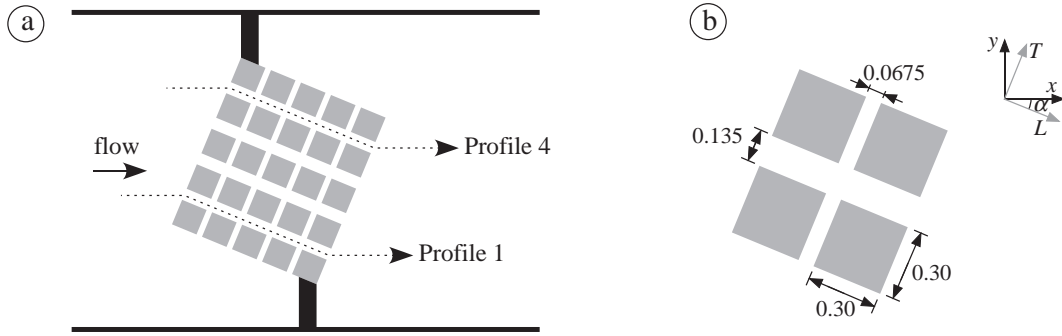 a
flow
Profile 4
Profile 1
b
0.0675
0.135
0.30
0.30
y
T
x
α
L